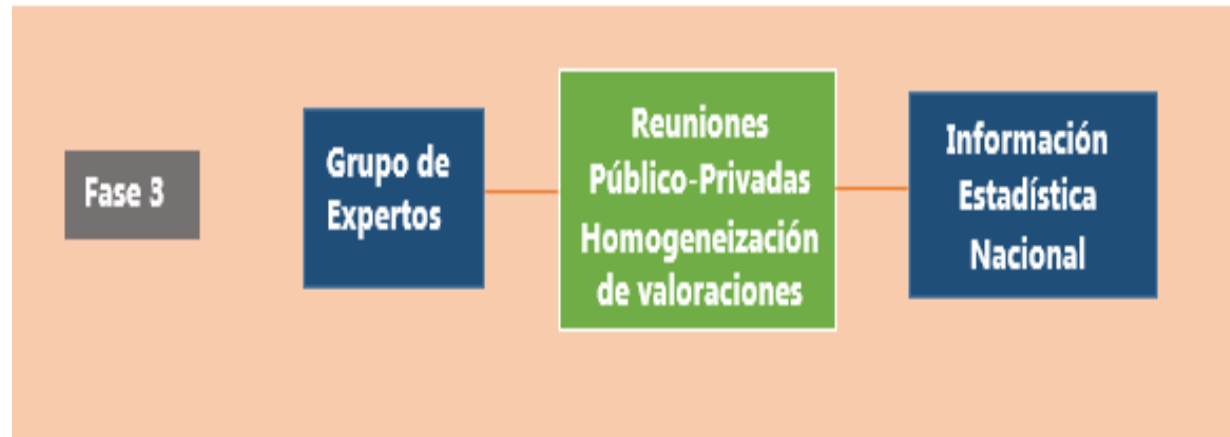 Fase 3
Grupo de
Expertos
Reuniones
Público-Privadas
Homogeneización
de valoraciones
Información
Estadística
Nacional